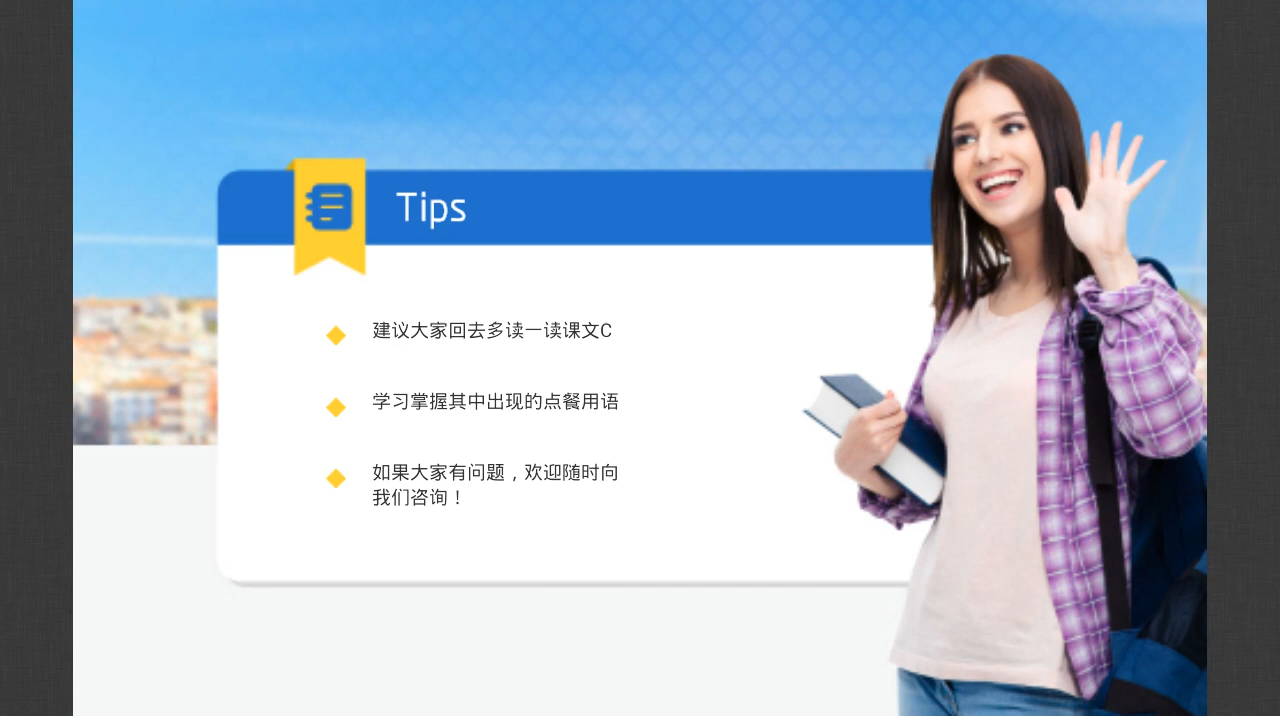 Tips
建议大家回去多读一读课文C
学习掌握其中出现的点餐用语
如果大家有问题，欢迎随时向
我们咨询！